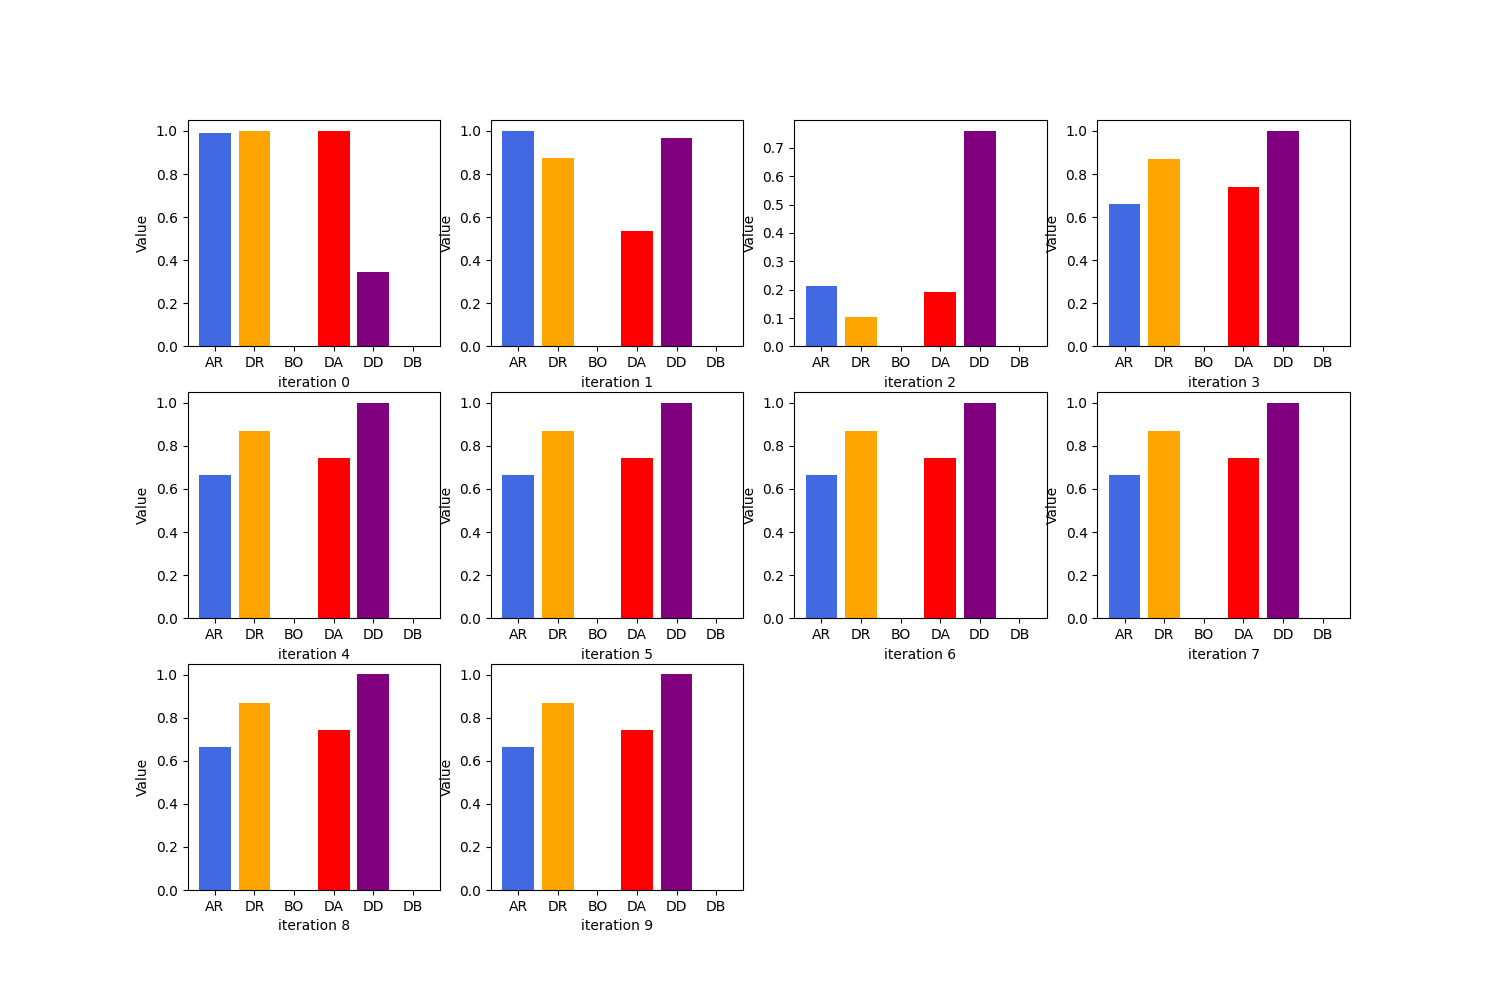 1.0 0.8 0.6 0.4 0.2 0.0
Value
AR DR BO DA DD DB
iteration 0
1.0 0.8 0.6 0.4 0.2 0.0
Value
AR DR BO DA DD DB
iteration 1
0.7 0.6 0.5 0.4 0.3 0.2 0.1 0.0
Value
AR DR BO DA DD DB
iteration 2
1.0 0.8 0.6 0.4 0.2 0.0
Value
AR DR BO DA DD DB
iteration 3
1.0 0.8 0.6 0.4 0.2 0.0
Value
AR DR BO DA DD DB
iteration 4
1.0 0.8 0.6 0.4 0.2 0.0
Value
AR DR BO DA DD DB
iteration 5
1.0 0.8 0.6 0.4 0.2 0.0
Value
AR DR BO DA DD DB
iteration 6
1.0 0.8 0.6 0.4 0.2 0.0
Value
AR DR BO DA DD DB
iteration 7
1.0 0.8 0.6 0.4 0.2 0.0
Value
AR DR BO DA DD DB
iteration 8
1.0 0.8 0.6 0.4 0.2 0.0
Value
AR DR BO DA DD DB
iteration 9